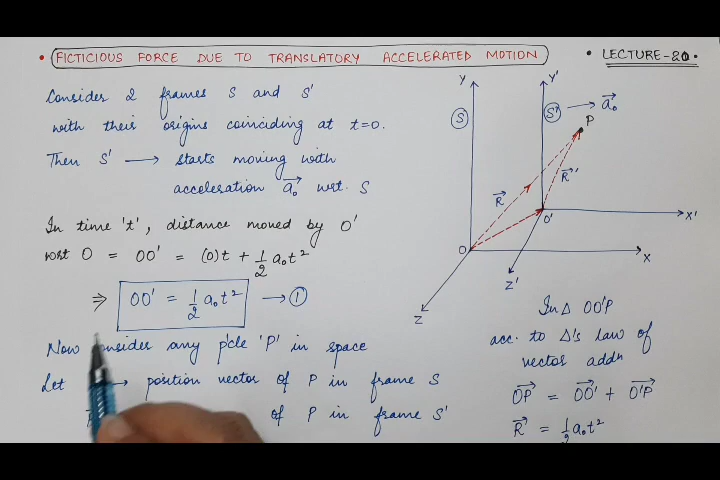 • FICTICIOUS FORCE DUE TO TRANSLATORY ACCELERATED MOTION
• LECTURE-20 •
Consider 2 frames S and S'
with their origins coinciding at t=0.
Then S' ⟶ starts moving with
acceleration a₀⃗ wrt. S
In time 't', distance moved by O'
wrt O = OO' = (0)t + 1/2 a₀t²
⇒ OO' = 1/2 a₀t² ⟶ ①
Now consider any p'cle 'P' in space
Let ⟶ position vector of P in frame S
of P in frame S'
Y
Y'
S
S'
⟶ a₀⃗
P
R⃗
R⃗'
O
O'
X'
X
Z'
Z
In Δ OO'P
acc. to Δ's law of
vector addn
OP⃗ = OO'⃗ + O'P⃗
R⃗ = 1/2 a₀t²